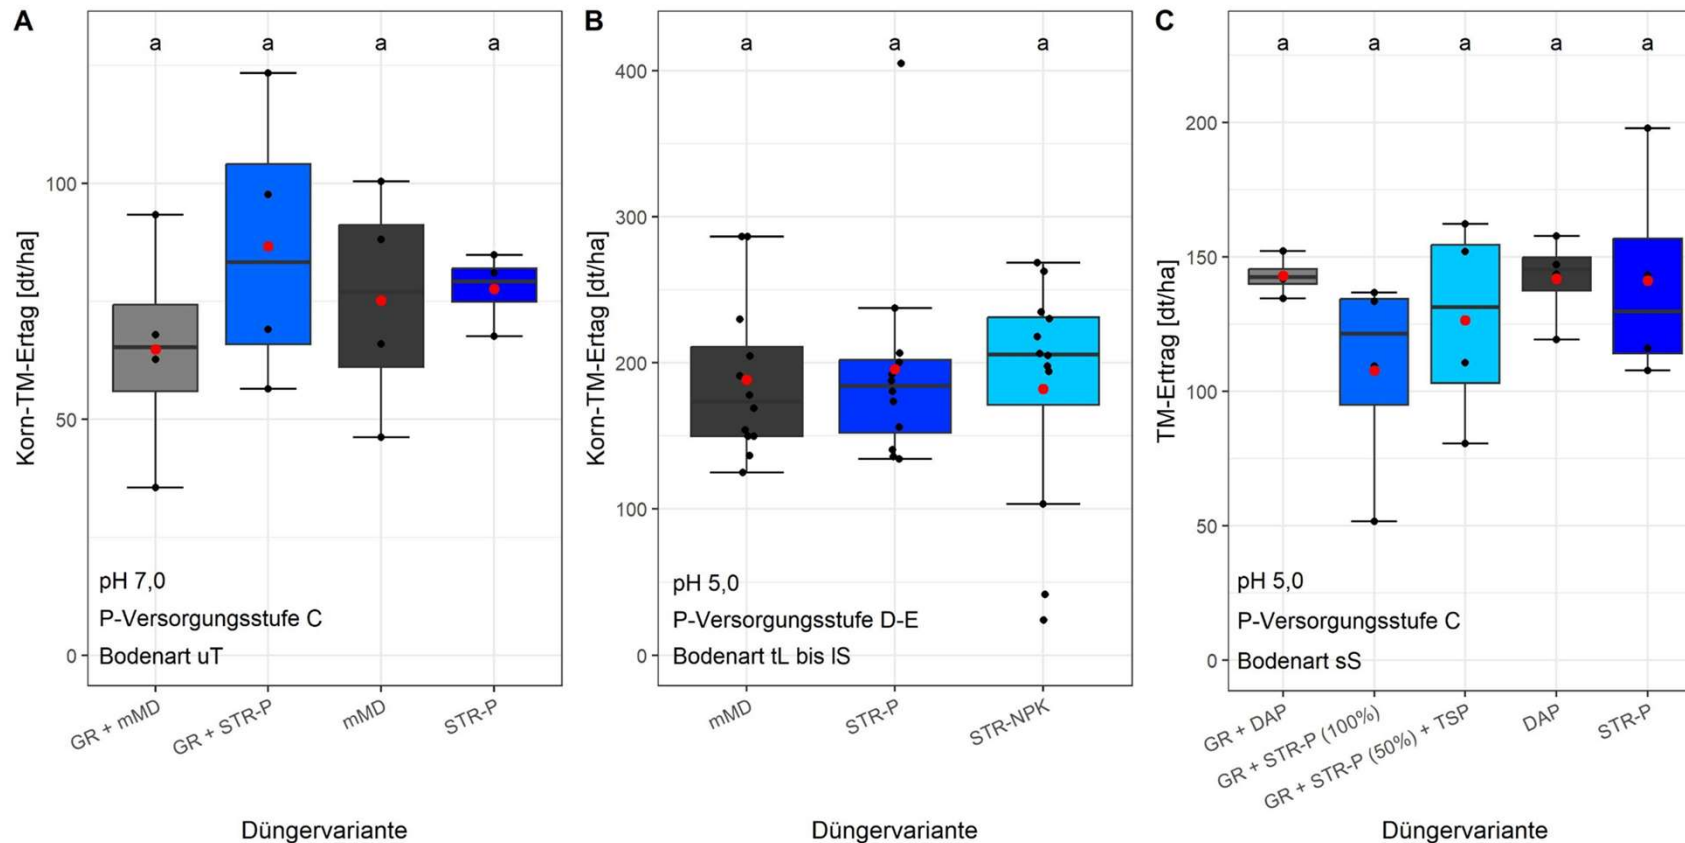 A
a a a a
100
50
0
Korn-TM-Ertag [dt/ha]
pH 7,0
P-Versorgungsstufe C
Bodenart uT
GR + mMD
GR + STR-P
mMD
STR-P
Düngervariante
B
a a a
400
300
200
100
0
Korn-TM-Ertag [dt/ha]
pH 5,0
P-Versorgungsstufe D-E
Bodenart tL bis lS
mMD
STR-P
STR-NPK
Düngervariante
C
a a a a a
200
150
100
50
0
TM-Ertrag [dt/ha]
pH 5,0
P-Versorgungsstufe C
Bodenart sS
GR + DAP
GR + STR-P (100%)
GR + STR-P (50%) + TSP
DAP
STR-P
Düngervariante